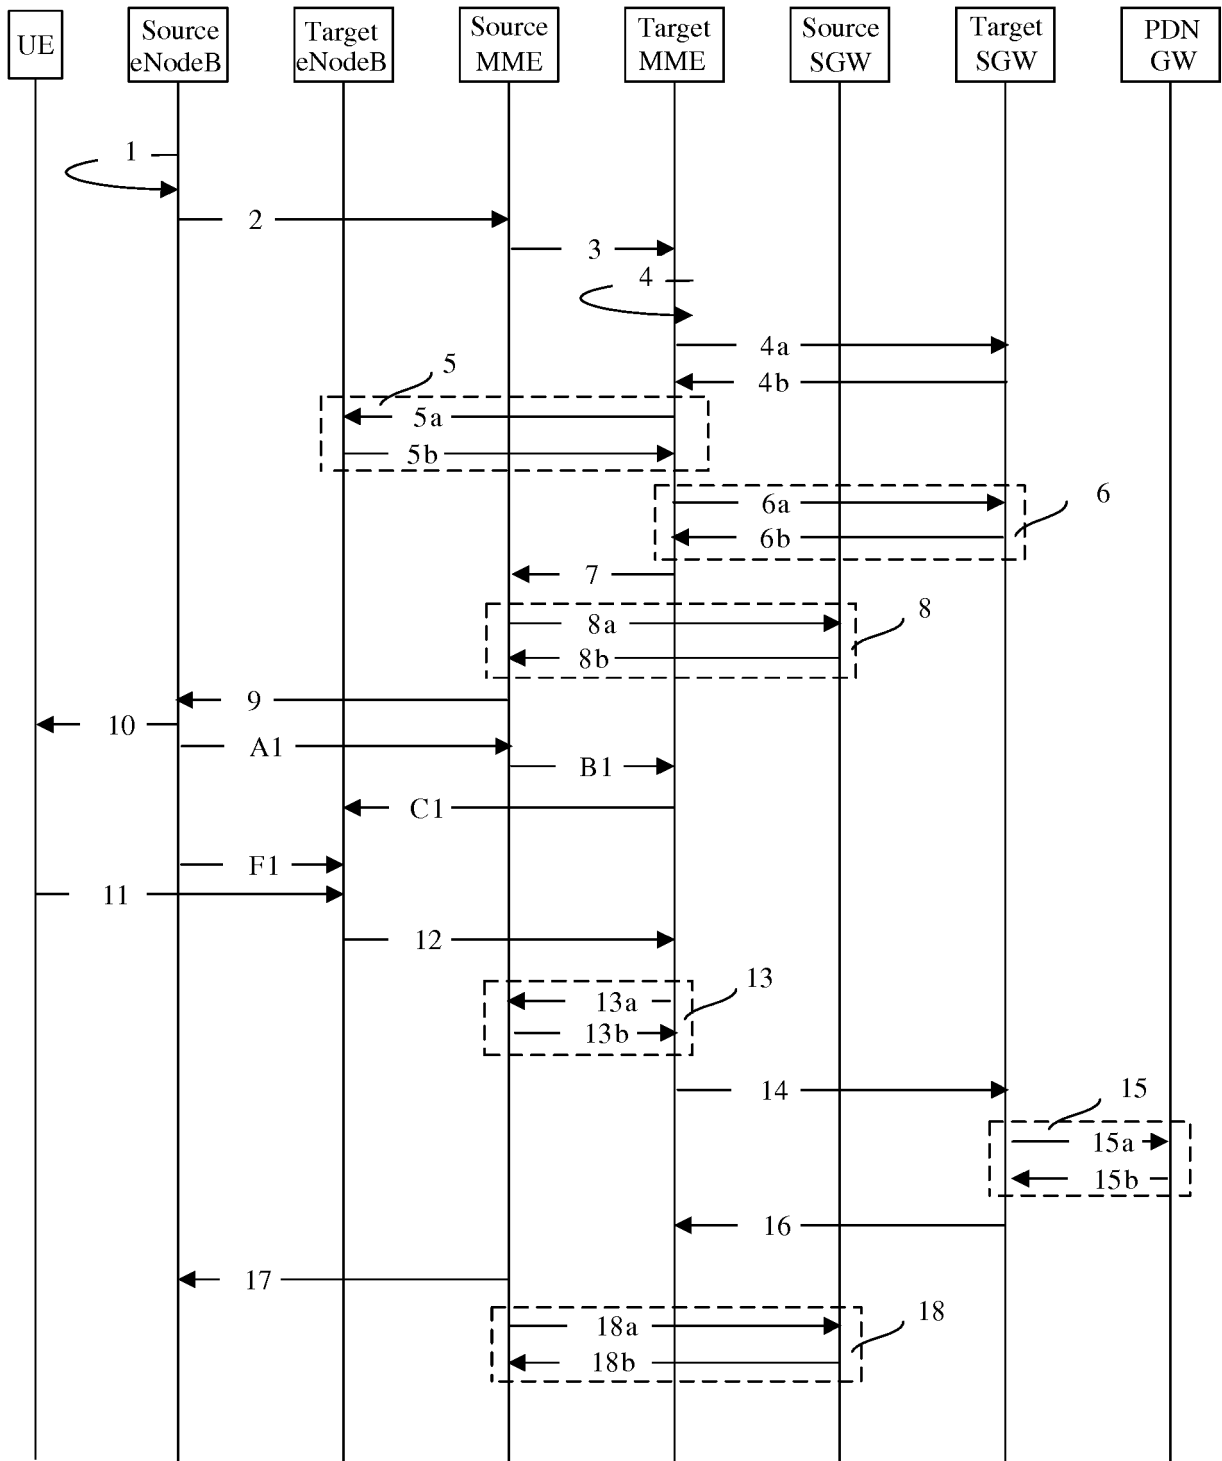 UE
Source
eNodeB
Target
eNodeB
Source
MME
Target
MME
Source
SGW
Target
SGW
PDN
GW
1
2
3
4
4a
4b
5
5a
5b
6
6a
6b
7
8
8a
8b
9
10
A1
B1
C1
F1
11
12
13
13a
13b
14
15
15a
15b
16
17
18
18a
18b